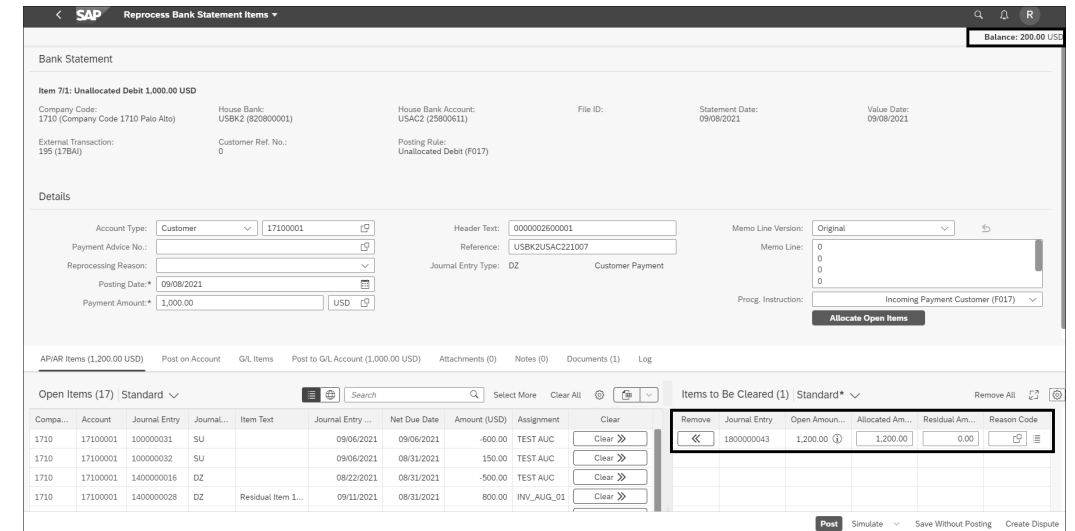 SAP Reprocess Bank Statement Items
R
Balance: 200.00 USD
Bank Statement
Item 7/1: Unallocated Debit 1,000.00 USD
Company Code: House Bank: House Bank Account: File ID: Statement Date: Value Date:
1710 (Company Code 1710 Palo Alto) USBK2 (820800001) USAC2 (25800611) 09/08/2021 09/08/2021
External Transaction: Customer Ref. No.: Posting Rule:
195 (17BAI) 0 Unallocated Debit (F017)
Details
Account Type: Customer 17100001 Header Text: 0000002600001 Memo Line Version: Original
Payment Advice No.: Reference: USBK2USAC221007 Memo Line: 0
0
Reprocessing Reason: Journal Entry Type: DZ Customer Payment 0
Posting Date:* 09/08/2021 0
Payment Amount:* 1,000.00 USD Procg. Instruction: Incoming Payment Customer (F017)
Allocate Open Items
AP/AR Items (1,200.00 USD) Post on Account G/L Items Post to G/L Account (1,000.00 USD) Attachments (0) Notes (0) Documents (1) Log
Open Items (17) Standard Search Select More Clear All Items to Be Cleared (1) Standard* Remove All
Compa... Account Journal Entry Journal... Item Text Journal Entry ... Net Due Date Amount (USD) Assignment Clear Remove Journal Entry Open Amoun... Allocated Am... Residual Am... Reason Code
1710 17100001 100000031 SU 09/06/2021 09/06/2021 -600.00 TEST AUC Clear 1800000043 1,200.00 1,200.00 0.00
1710 17100001 100000032 SU 09/06/2021 08/31/2021 150.00 TEST AUC Clear
1710 17100001 1400000016 DZ 08/22/2021 08/31/2021 -500.00 TEST AUC Clear
1710 17100001 1400000028 DZ Residual Item 1... 09/11/2021 08/31/2021 800.00 INV_AUG_01 Clear
Post Simulate Save Without Posting Create Dispute